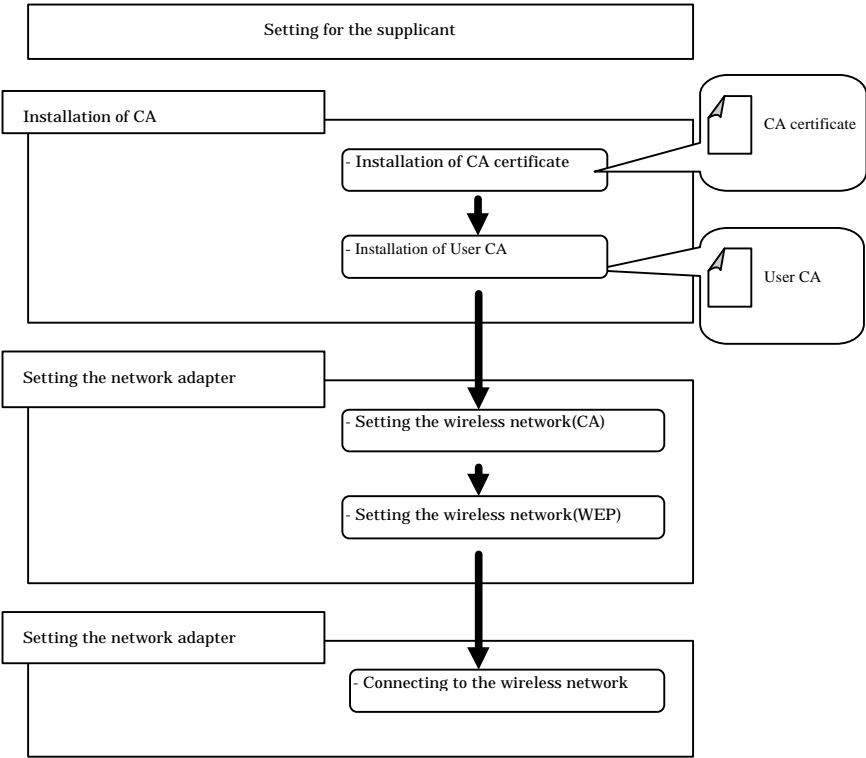 Setting for the supplicant
Installation of CA
CA certificate
- Installation of CA certificate
- Installation of User CA
User CA
Setting the network adapter
- Setting the wireless network(CA)
- Setting the wireless network(WEP)
Setting the network adapter
- Connecting to the wireless network